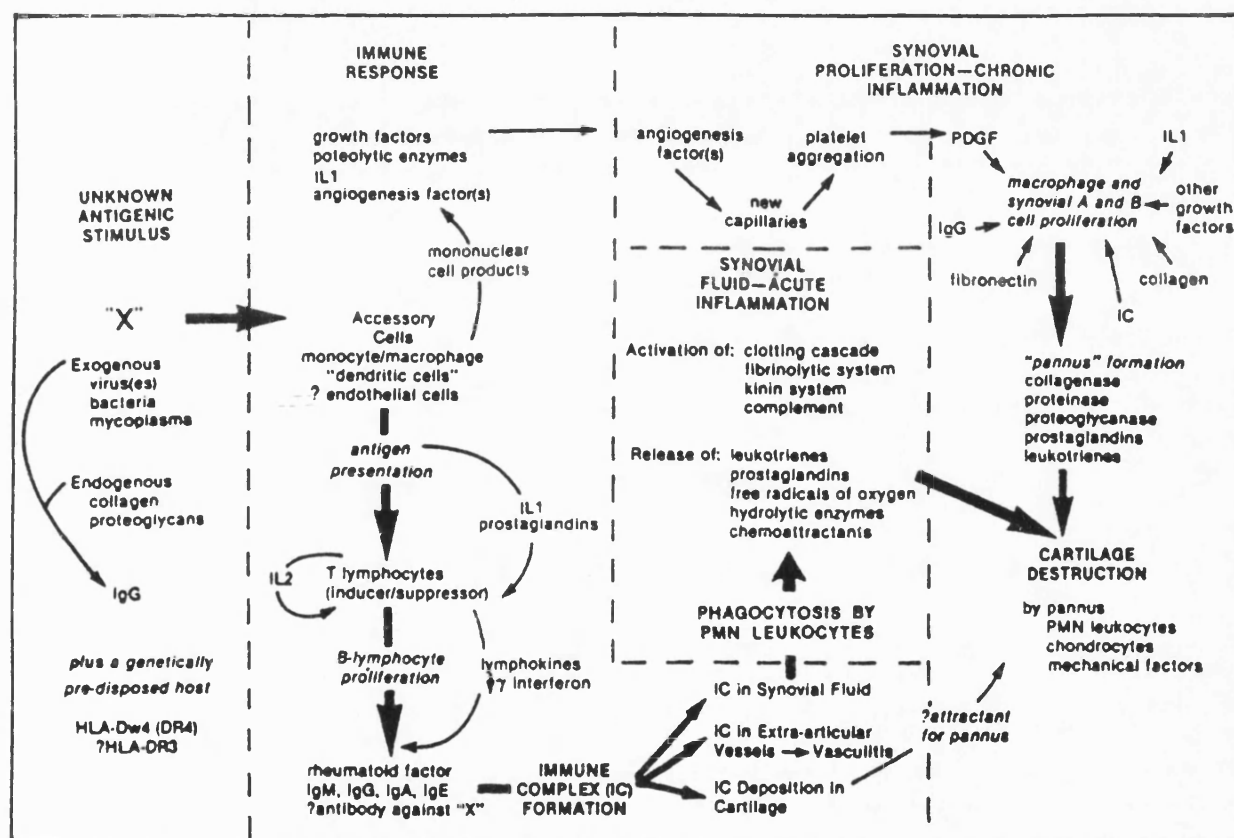 UNKNOWN
ANTIGENIC
STIMULUS
"X"
Exogenous
virus(es)
bacteria
mycoplasma
Endogenous
collagen
proteoglycans
IgG
plus a genetically
pre-disposed host
HLA-Dw4 (DR4)
?HLA-DR3
IMMUNE
RESPONSE
growth factors
poteolytic enzymes
IL1
angiogenesis factor(s)
mononuclear
cell products
Accessory
Cells
monocyte/macrophage
"dendritic cells"
? endothelial cells
antigen
presentation
IL1
prostaglandins
IL2
T lymphocytes
(inducer/suppressor)
B-lymphocyte
proliferation
lymphokines
γ interferon
rheumatoid factor
IgM, IgG, IgA, IgE
?antibody against "X"
IMMUNE
COMPLEX (IC)
FORMATION
SYNOVIAL
PROLIFERATION—CHRONIC
INFLAMMATION
angiogenesis
factor(s)
platelet
aggregation
new
capillaries
PDGF
IL1
macrophage and
synovial A and B
cell proliferation
other
growth
factors
IgG
fibronectin
collagen
IC
SYNOVIAL
FLUID—ACUTE
INFLAMMATION
Activation of: clotting cascade
fibrinolytic system
kinin system
complement
Release of: leukotrienes
prostaglandins
free radicals of oxygen
hydrolytic enzymes
chemoattractants
PHAGOCYTOSIS BY
PMN LEUKOCYTES
IC in Synovial Fluid
IC in Extra-articular
Vessels Vasculitis
IC Deposition in
Cartilage
?attractant
for pannus
"pannus" formation
collagenase
proteinase
proteoglycanase
prostaglandins
leukotrienes
CARTILAGE
DESTRUCTION
by pannus
PMN leukocytes
chondrocytes
mechanical factors